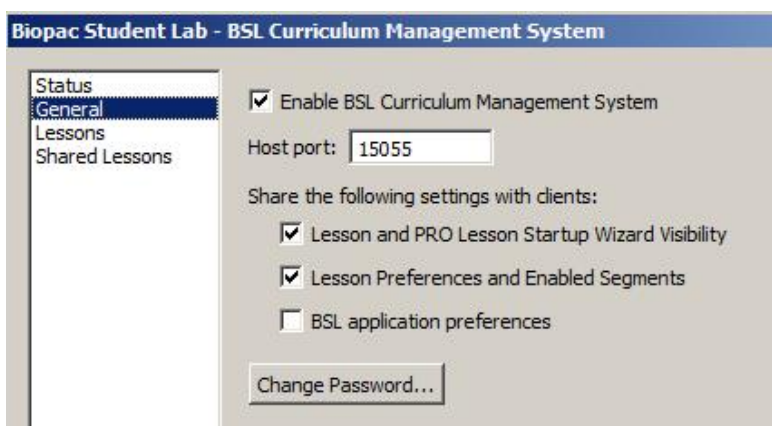 Biopac Student Lab - BSL Curriculum Management System
Status
General
Lessons
Shared Lessons
Enable BSL Curriculum Management System
Host port: 15055
Share the following settings with clients:
Lesson and PRO Lesson Startup Wizard Visibility
Lesson Preferences and Enabled Segments
BSL application preferences
Change Password...